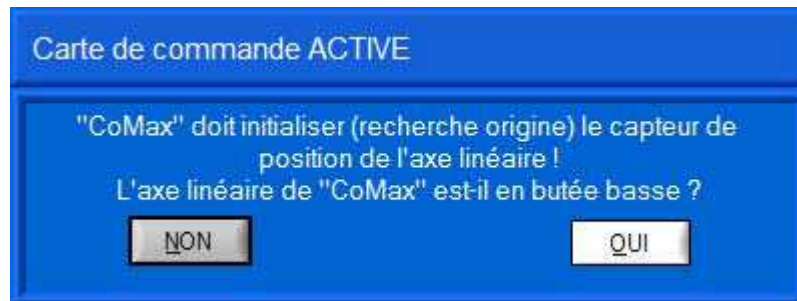 Carte de commande ACTIVE
"CoMax" doit initialiser (recherche origine) le capteur de
position de l'axe linéaire !
L'axe linéaire de "CoMax" est-il en butée basse ?
NON OUI